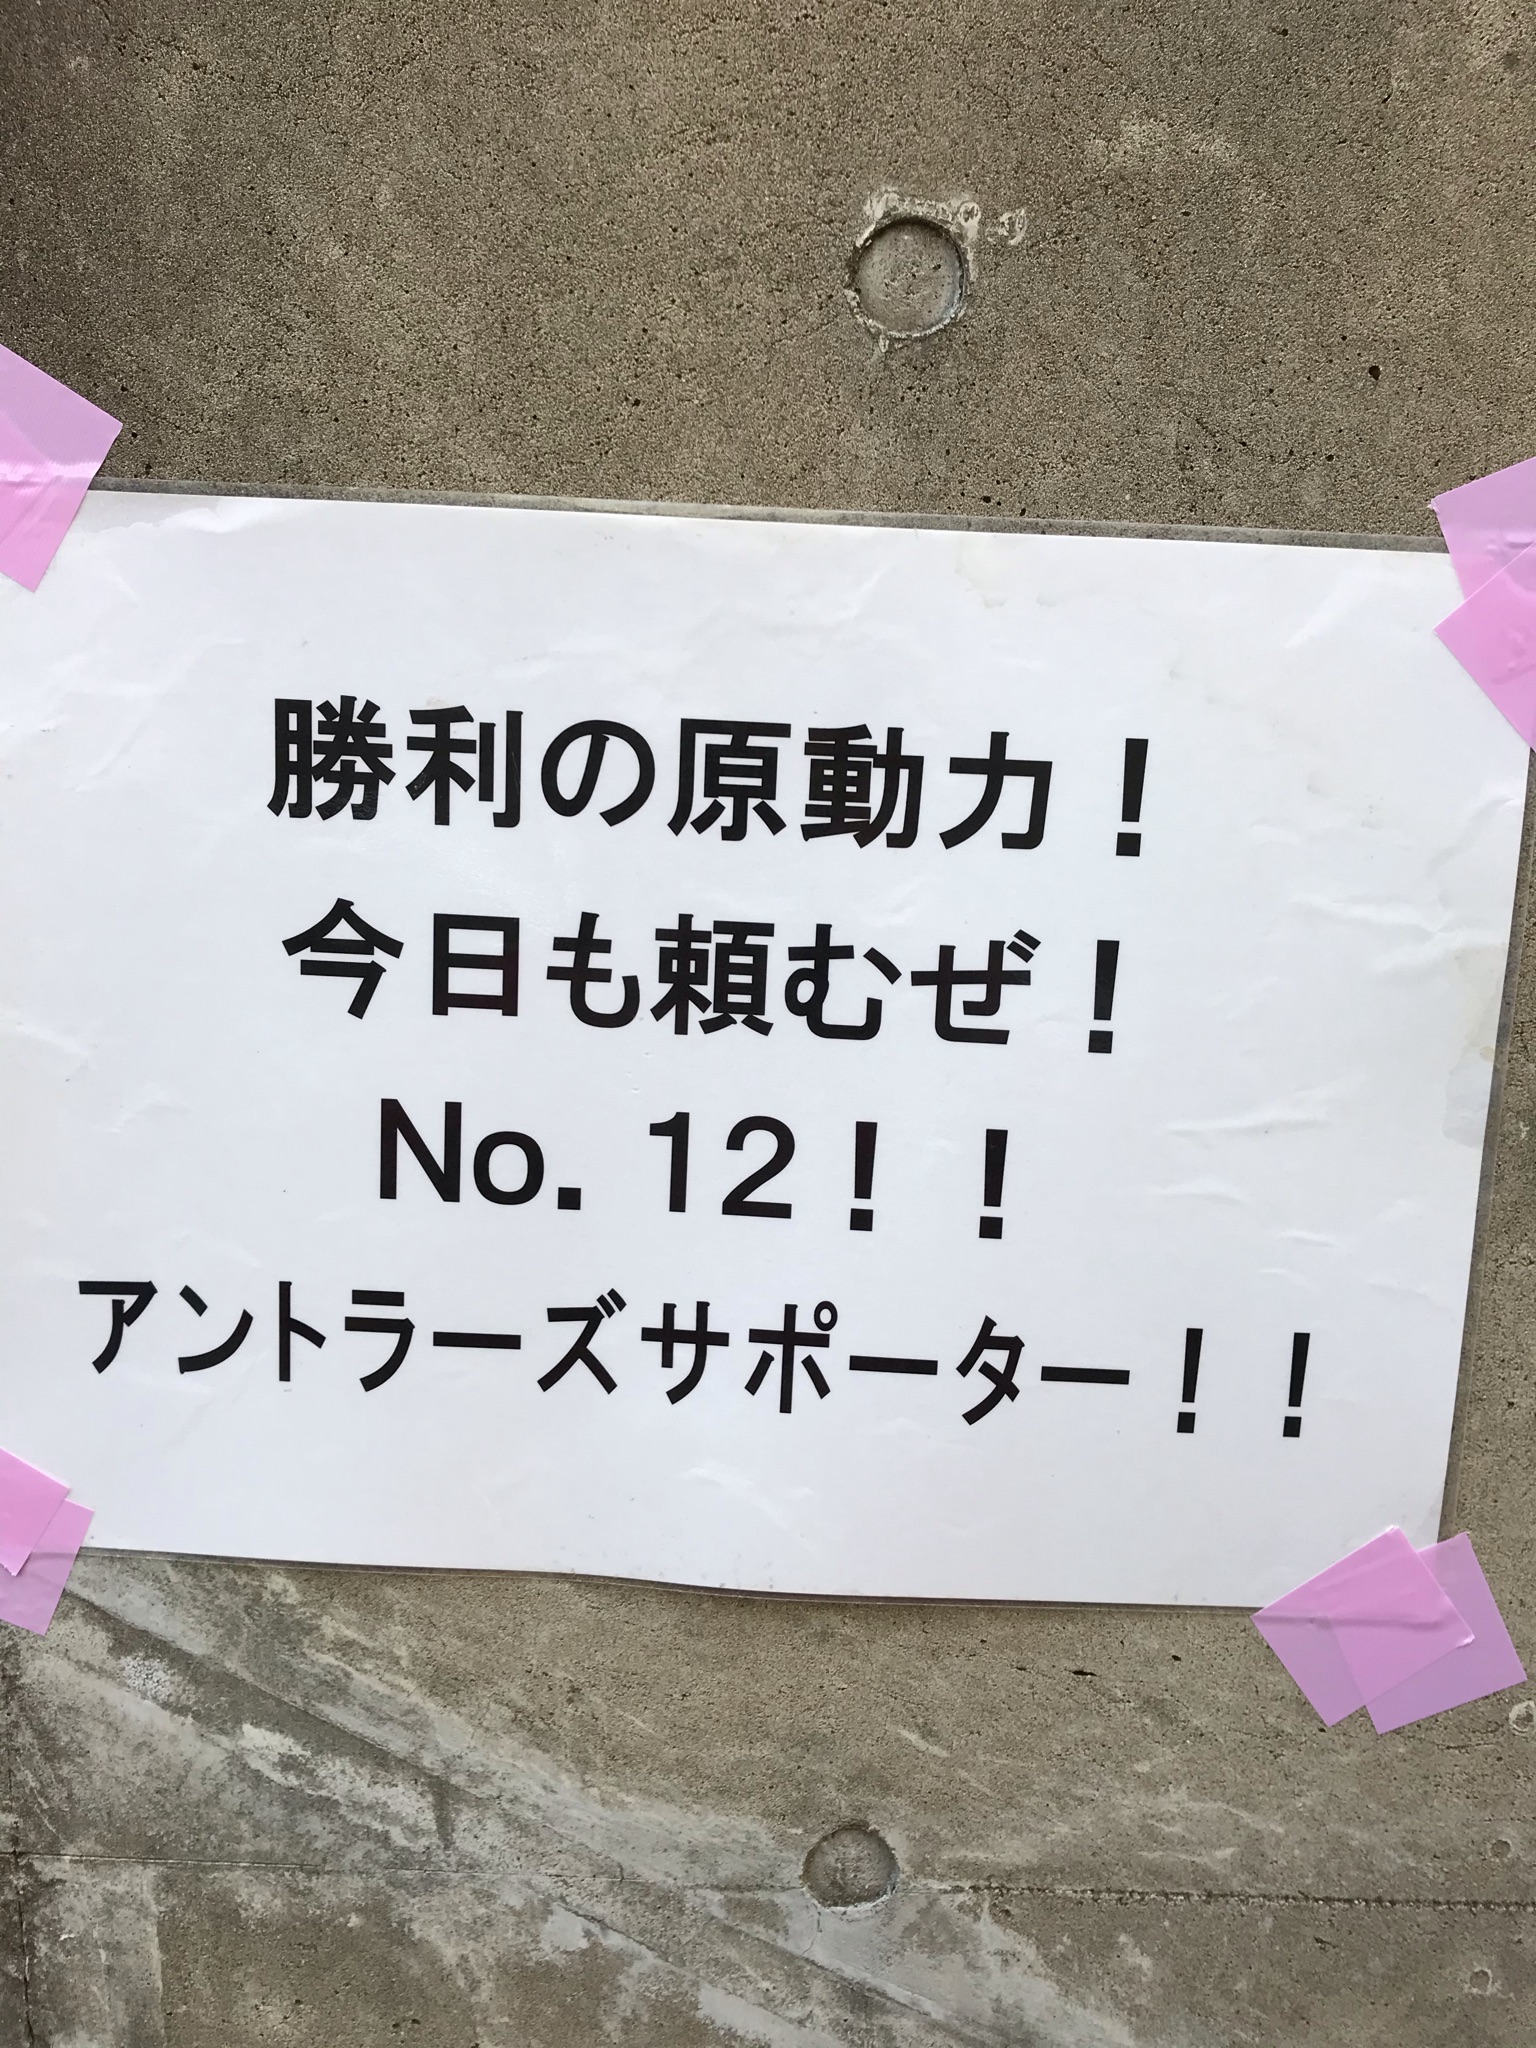 勝利の原動力！
今日も頼むぜ！
No. 12！！
アントラーズサポーター！！